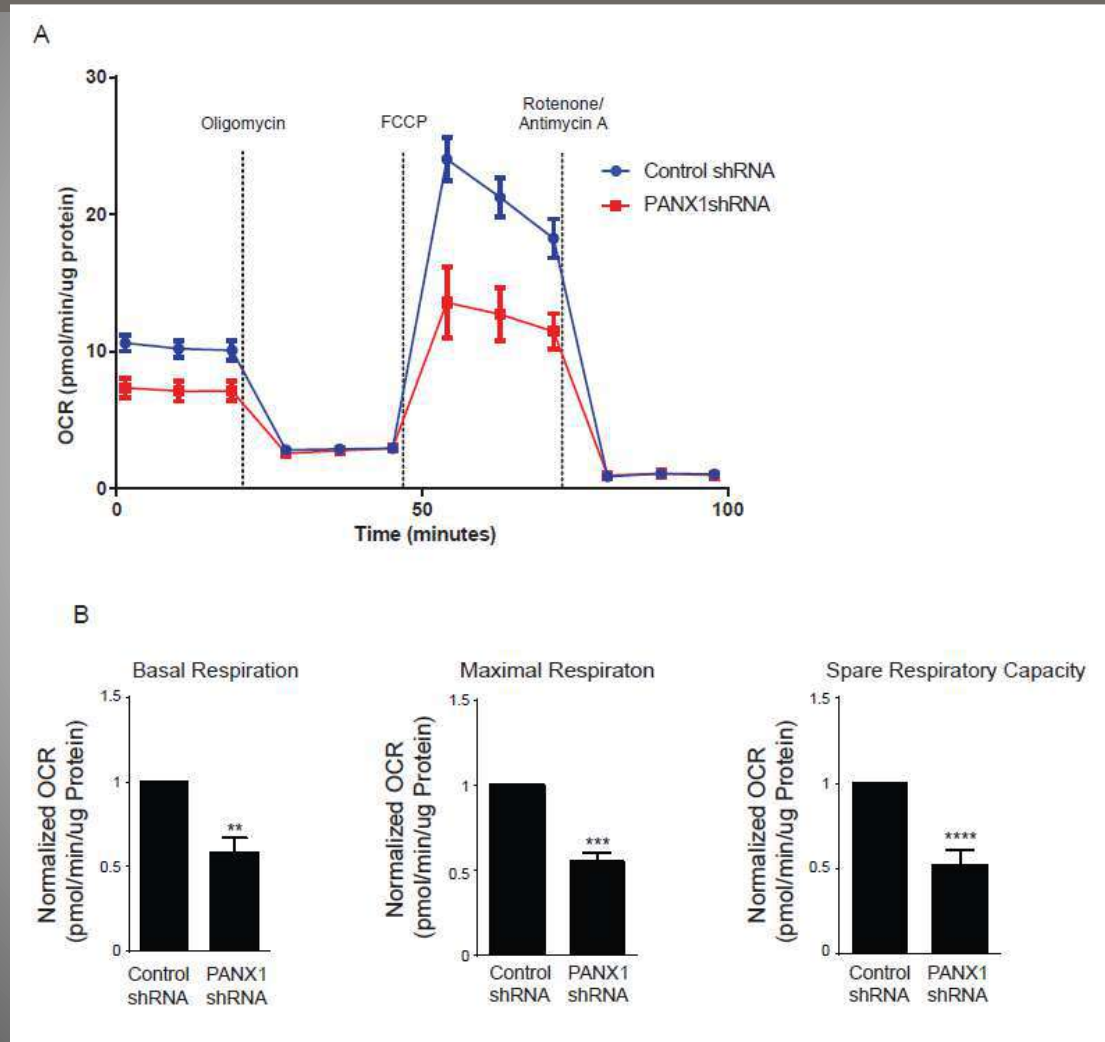 A
30
20
10
0
OCR (pmol/min/ug protein)
Oligomycin
FCCP
Rotenone/
Antimycin A
Control shRNA
PANX1shRNA
0
50
100
Time (minutes)
B
Basal Respiration
1.5
1
0.5
0
Normalized OCR
(pmol/min/ug Protein)
**
Control
shRNA
PANX1
shRNA
Maximal Respiraton
1.5
1
0.5
0
Normalized OCR
(pmol/min/ug Protein)
***
Control
shRNA
PANX1
shRNA
Spare Respiratory Capacity
1.5
1
0.5
0
Normalized OCR
(pmol/min/ug Protein)
****
Control
shRNA
PANX1
shRNA